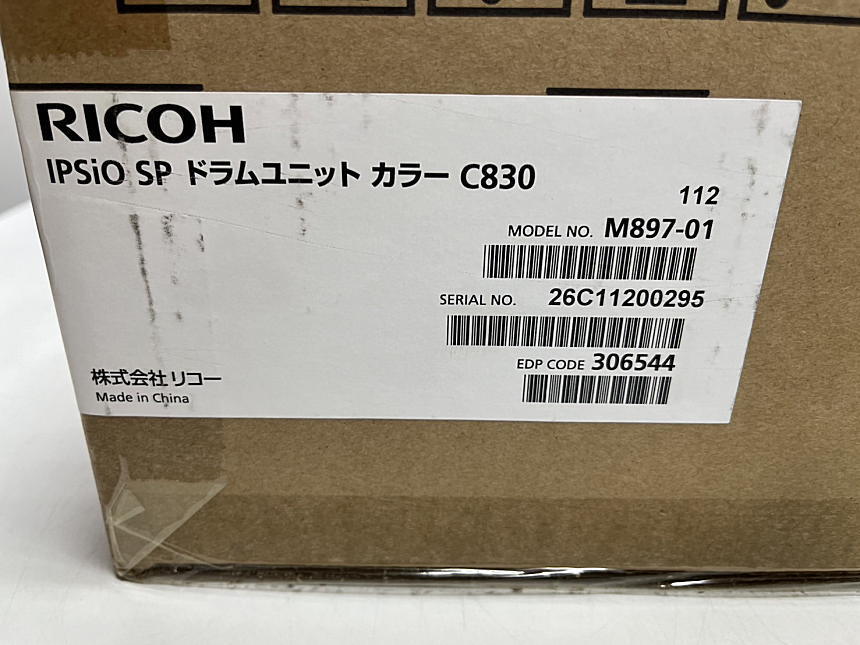 RICOH
IPSiO SP ドラムユニット カラー C830
112
MODEL NO. M897-01
SERIAL NO. 26C11200295
EDP CODE 306544
株式会社リコー
Made in China